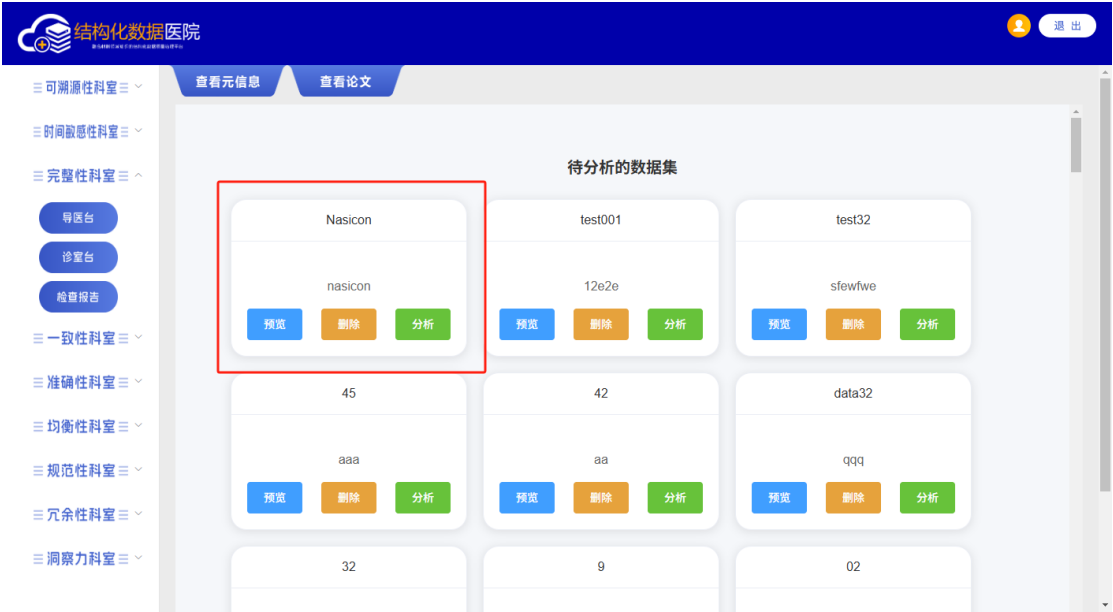 结构化数据医院
退 出
查看元信息
查看论文
可溯源性科室
时间敏感性科室
完整性科室
导医台
诊室台
检查报告
一致性科室
准确性科室
均衡性科室
规范性科室
冗余性科室
洞察力科室
待分析的数据集
Nasicon
nasicon
预览 删除 分析
test001
12e2e
预览 删除 分析
test32
sfewfwe
预览 删除 分析
45
aaa
预览 删除 分析
42
aa
预览 删除 分析
data32
qqq
预览 删除 分析
32
9
02